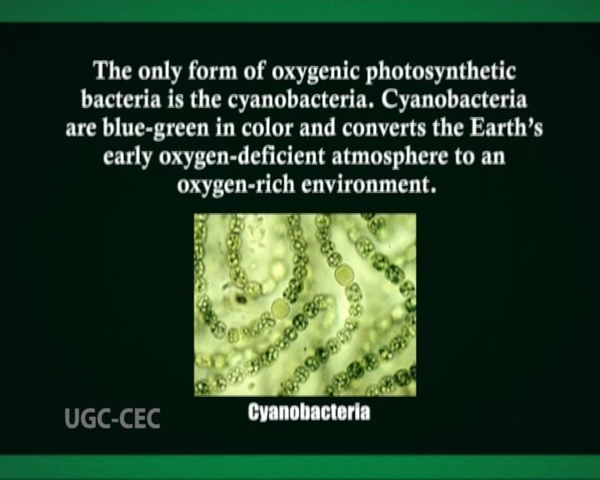 The only form of oxygenic photosynthetic
bacteria is the cyanobacteria. Cyanobacteria
are blue-green in color and converts the Earth's
early oxygen-deficient atmosphere to an
oxygen-rich environment.
Cyanobacteria
UGC-CEC